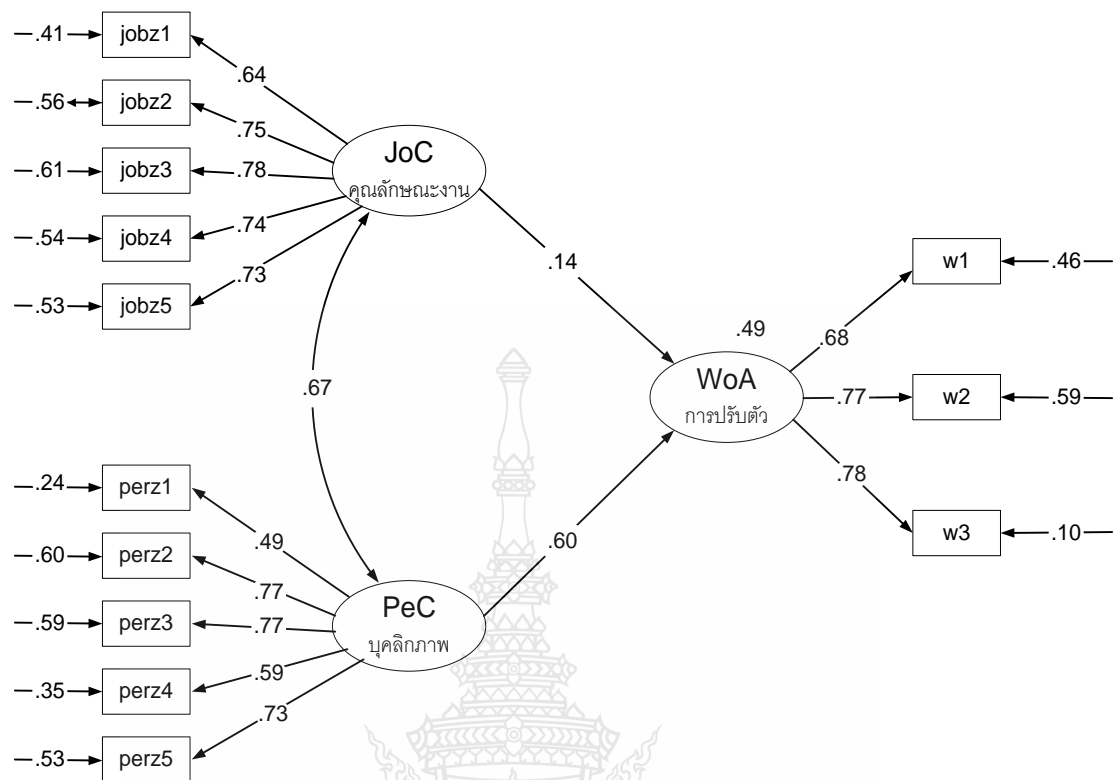 .41 jobz1
.64
.56 jobz2
.75
JoC
คุณลักษณะงาน
.61 jobz3
.78
.54 jobz4
.74
.53 jobz5
.73
.14
w1 .46
.49
.68
.67
WoA
การปรับตัว
.77 w2 .59
.78
.24 perz1
.49
w3 .10
.60
.60 perz2
.77
PeC
บุคลิกภาพ
.59 perz3
.77
.35 perz4
.59
.53 perz5
.73